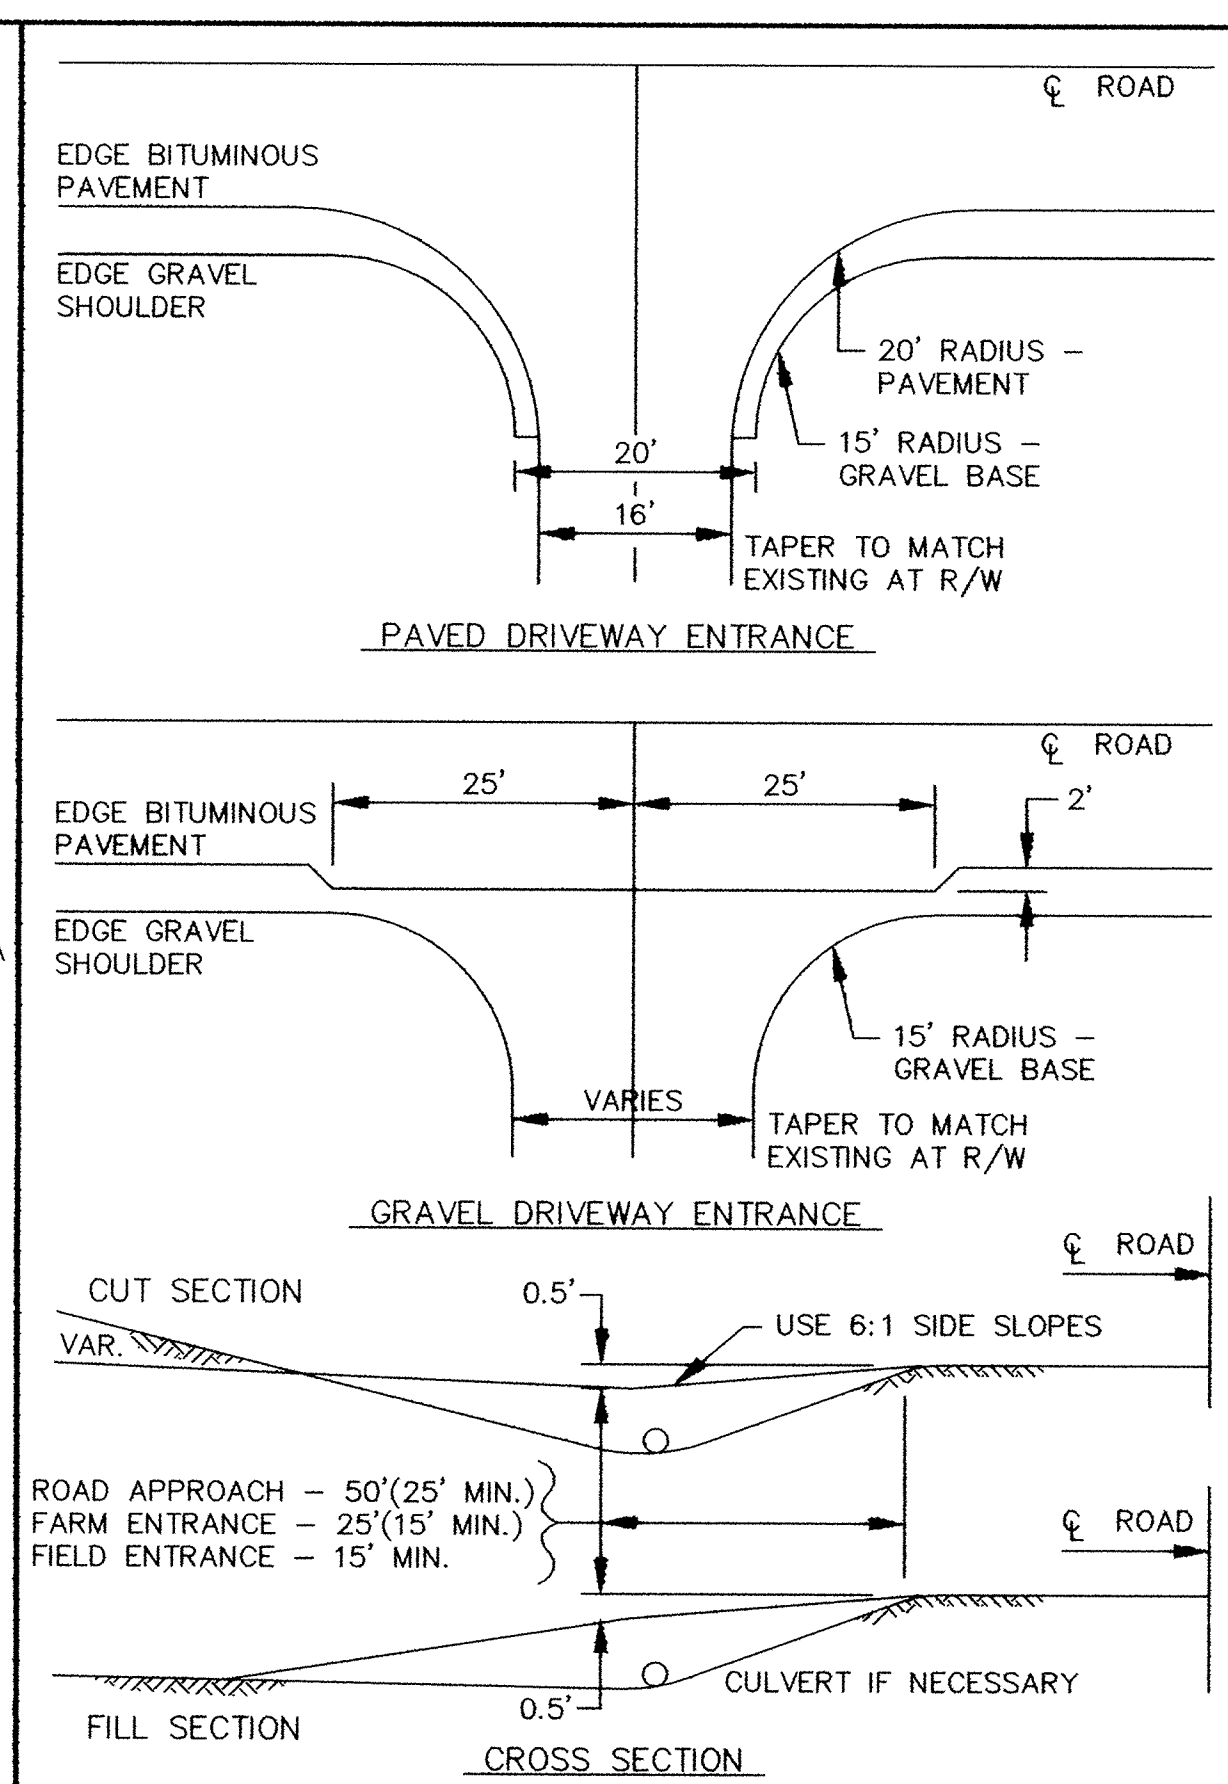 ℄ ROAD
EDGE BITUMINOUS
PAVEMENT
EDGE GRAVEL
SHOULDER
20' RADIUS –
PAVEMENT
15' RADIUS –
GRAVEL BASE
20'
16'
TAPER TO MATCH
EXISTING AT R/W
PAVED DRIVEWAY ENTRANCE
℄ ROAD
25'
25'
2'
EDGE BITUMINOUS
PAVEMENT
EDGE GRAVEL
SHOULDER
15' RADIUS –
GRAVEL BASE
VARIES
TAPER TO MATCH
EXISTING AT R/W
GRAVEL DRIVEWAY ENTRANCE
℄ ROAD
CUT SECTION
0.5'
USE 6:1 SIDE SLOPES
VAR.
ROAD APPROACH – 50'(25' MIN.)
FARM ENTRANCE – 25'(15' MIN.)
FIELD ENTRANCE – 15' MIN.
℄ ROAD
CULVERT IF NECESSARY
0.5'
FILL SECTION
CROSS SECTION